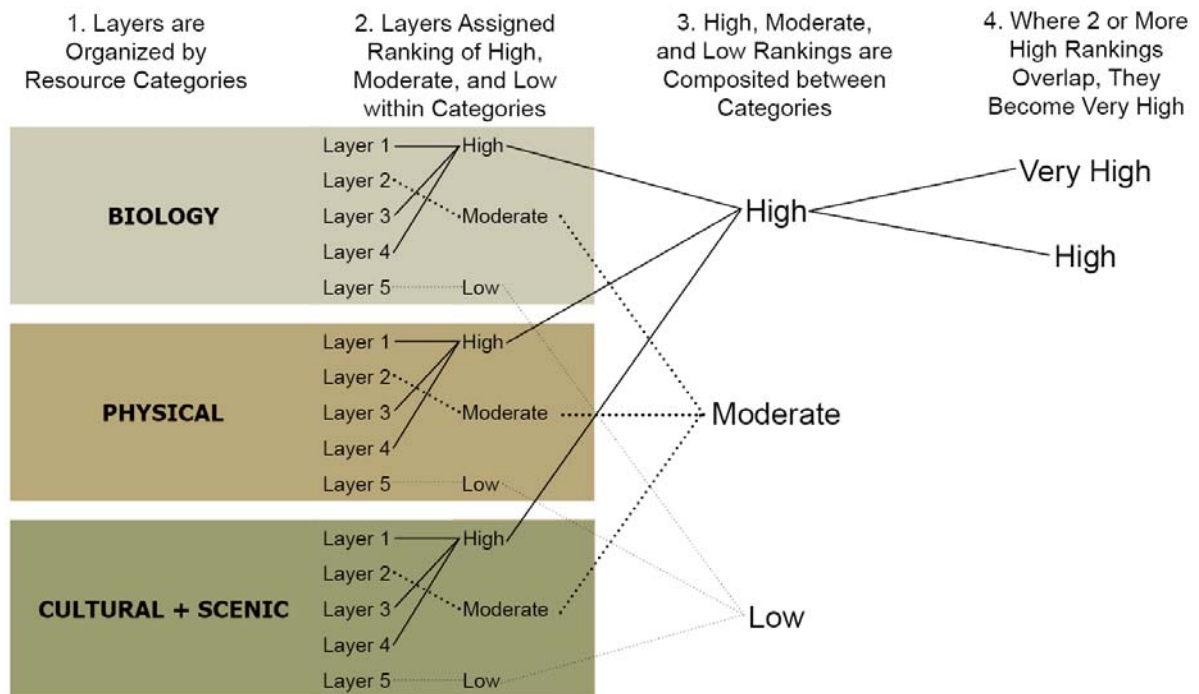 1. Layers are
Organized by
Resource Categories
2. Layers Assigned
Ranking of High,
Moderate, and Low
within Categories
3. High, Moderate,
and Low Rankings are
Composited between
Categories
4. Where 2 or More
High Rankings
Overlap, They
Become Very High
BIOLOGY
Layer 1 High
Layer 2
Layer 3 Moderate
Layer 4
Layer 5 Low
PHYSICAL
Layer 1 High
Layer 2
Layer 3 Moderate
Layer 4
Layer 5 Low
CULTURAL + SCENIC
Layer 1 High
Layer 2
Layer 3 Moderate
Layer 4
Layer 5 Low
High
Moderate
Low
Very High
High